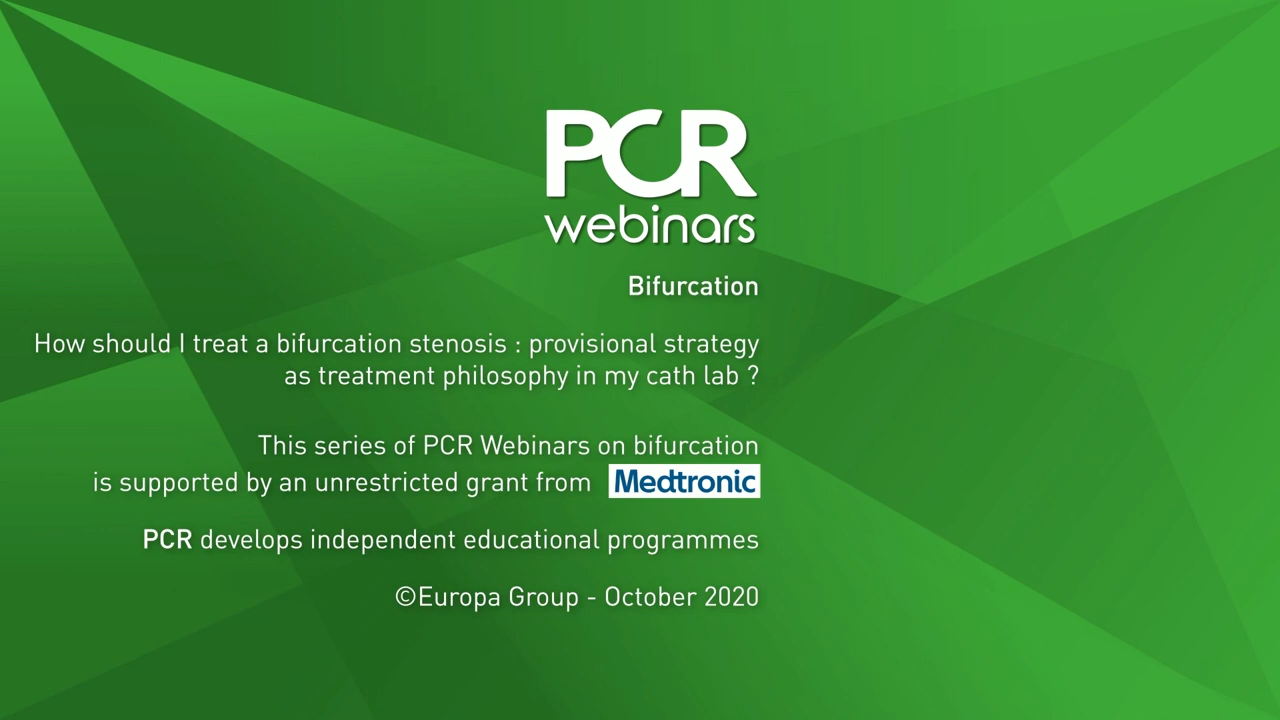 PCR
webinars
Bifurcation
How should I treat a bifurcation stenosis : provisional strategy
as treatment philosophy in my cath lab ?
This series of PCR Webinars on bifurcation
is supported by an unrestricted grant from Medtronic
PCR develops independent educational programmes
©Europa Group - October 2020